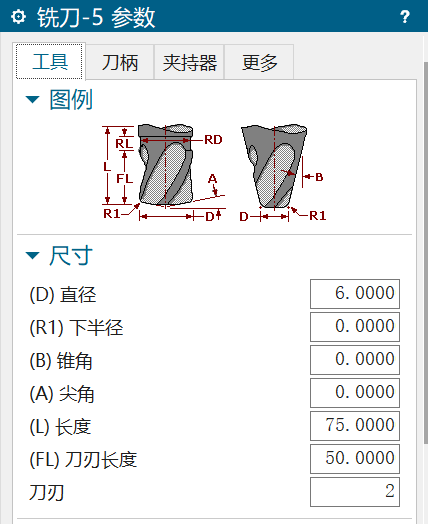 铣刀-5 参数 ?
工具 刀柄 夹持器 更多
图例
RL RD
L FL A B
R1 D D R1
尺寸
(D) 直径 6.0000
(R1) 下半径 0.0000
(B) 锥角 0.0000
(A) 尖角 0.0000
(L) 长度 75.0000
(FL) 刀刃长度 50.0000
刀刃 2